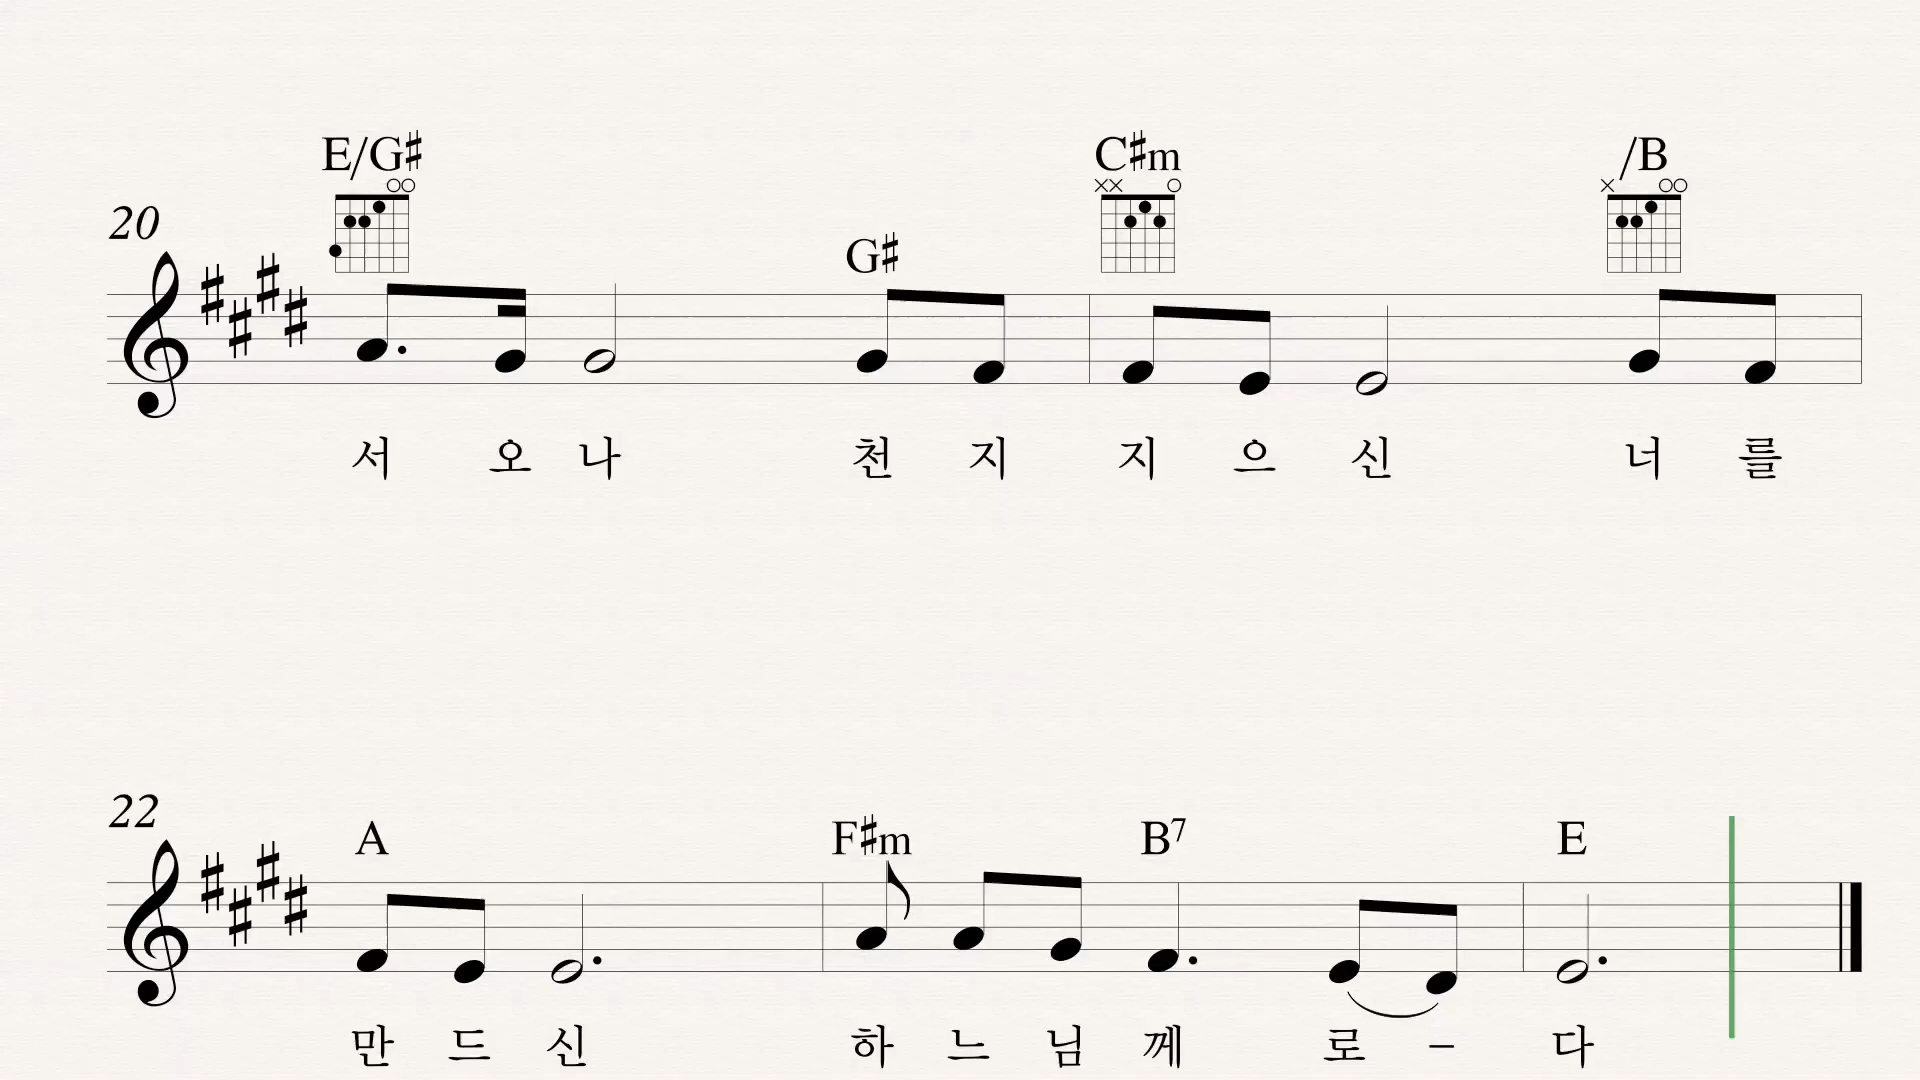 E/G♯ C♯m /B
20 G♯
서 오 나 천 지 지 으 신 너 를
22 A F♯m B7 E
만 드 신 하 느 님 께 로 – 다